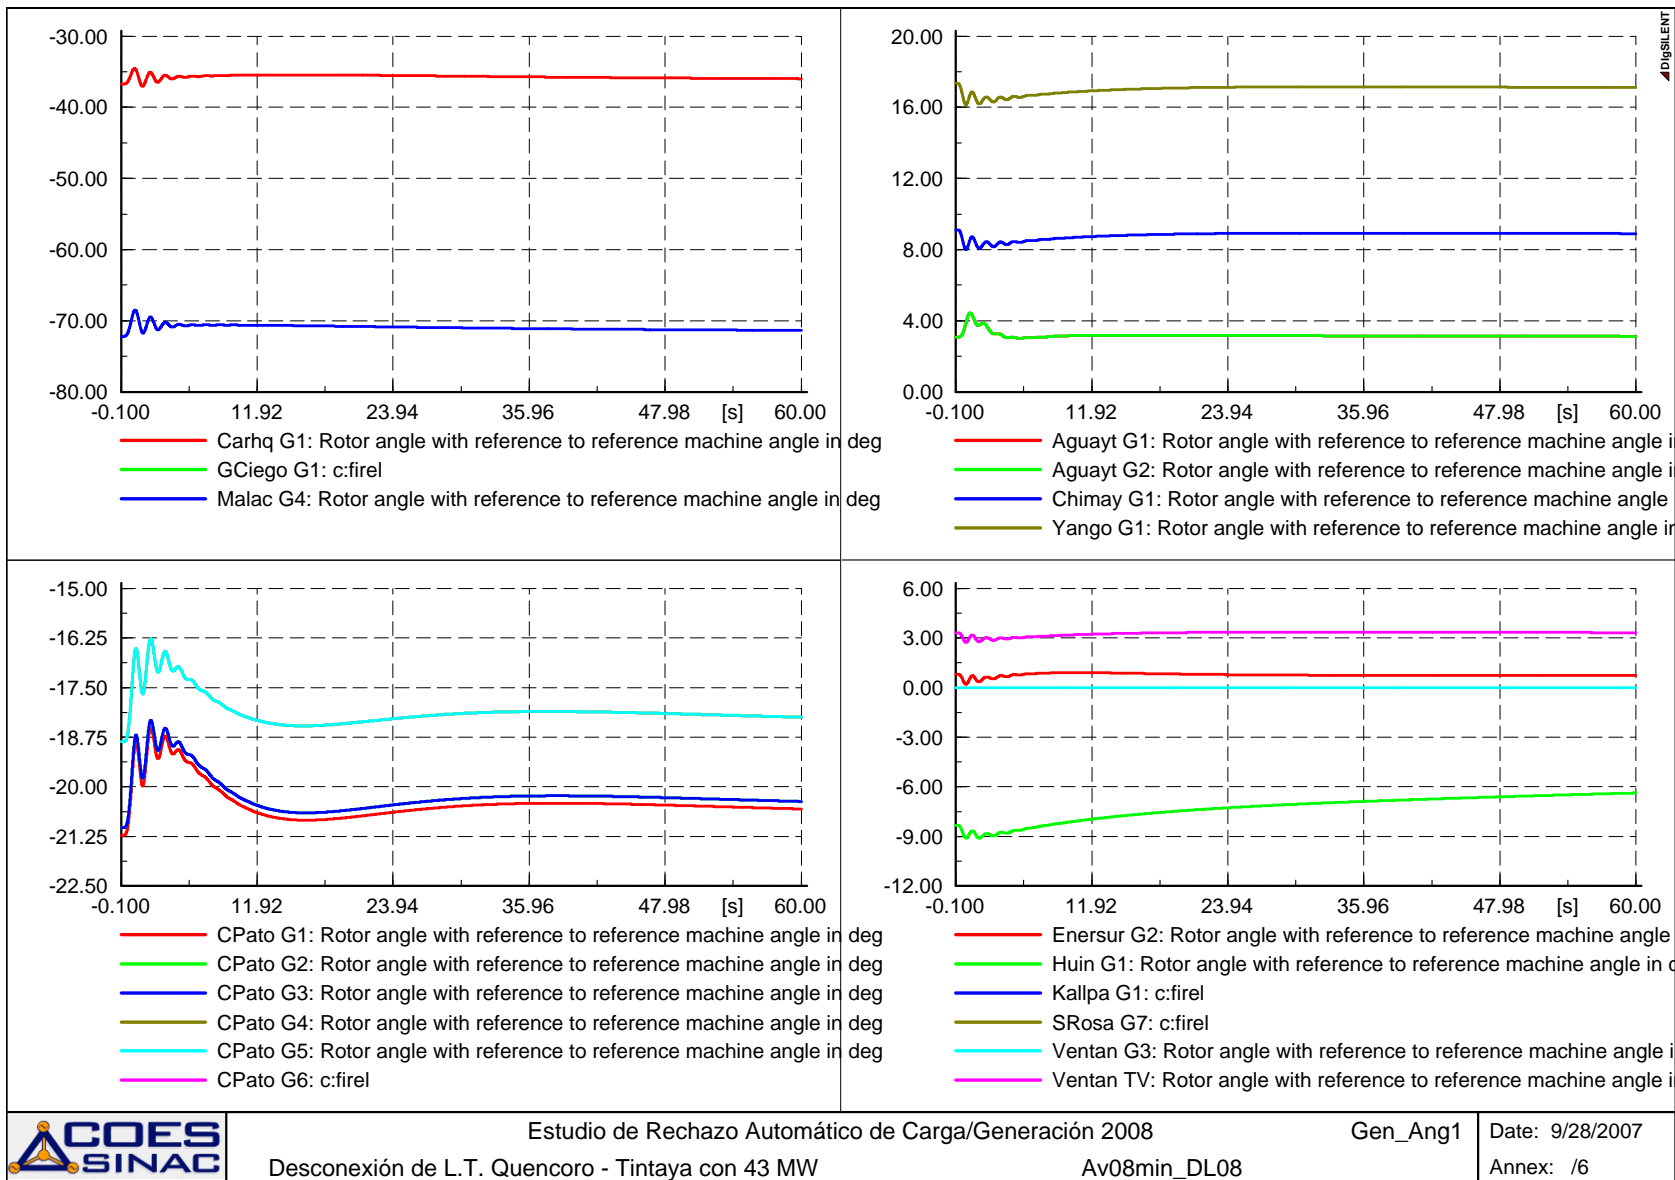 DIgSILENT
-30.00
-40.00
-50.00
-60.00
-70.00
-80.00
-0.100 11.92 23.94 35.96 47.98 [s] 60.00
Carhq G1: Rotor angle with reference to reference machine angle in deg
GCiego G1: c:firel
Malac G4: Rotor angle with reference to reference machine angle in deg
20.00
16.00
12.00
8.00
4.00
0.00
-0.100 11.92 23.94 35.96 47.98 [s] 60.00
Aguayt G1: Rotor angle with reference to reference machine angle i
Aguayt G2: Rotor angle with reference to reference machine angle i
Chimay G1: Rotor angle with reference to reference machine angle
Yango G1: Rotor angle with reference to reference machine angle in
-15.00
-16.25
-17.50
-18.75
-20.00
-21.25
-22.50
-0.100 11.92 23.94 35.96 47.98 [s] 60.00
CPato G1: Rotor angle with reference to reference machine angle in deg
CPato G2: Rotor angle with reference to reference machine angle in deg
CPato G3: Rotor angle with reference to reference machine angle in deg
CPato G4: Rotor angle with reference to reference machine angle in deg
CPato G5: Rotor angle with reference to reference machine angle in deg
CPato G6: c:firel
6.00
3.00
0.00
-3.00
-6.00
-9.00
-12.00
-0.100 11.92 23.94 35.96 47.98 [s] 60.00
Enersur G2: Rotor angle with reference to reference machine angle
Huin G1: Rotor angle with reference to reference machine angle in d
Kallpa G1: c:firel
SRosa G7: c:firel
Ventan G3: Rotor angle with reference to reference machine angle i
Ventan TV: Rotor angle with reference to reference machine angle i
COES
SINAC
Estudio de Rechazo Automático de Carga/Generación 2008 Gen_Ang1
Desconexión de L.T. Quencoro - Tintaya con 43 MW Av08min_DL08
Date: 9/28/2007
Annex: /6